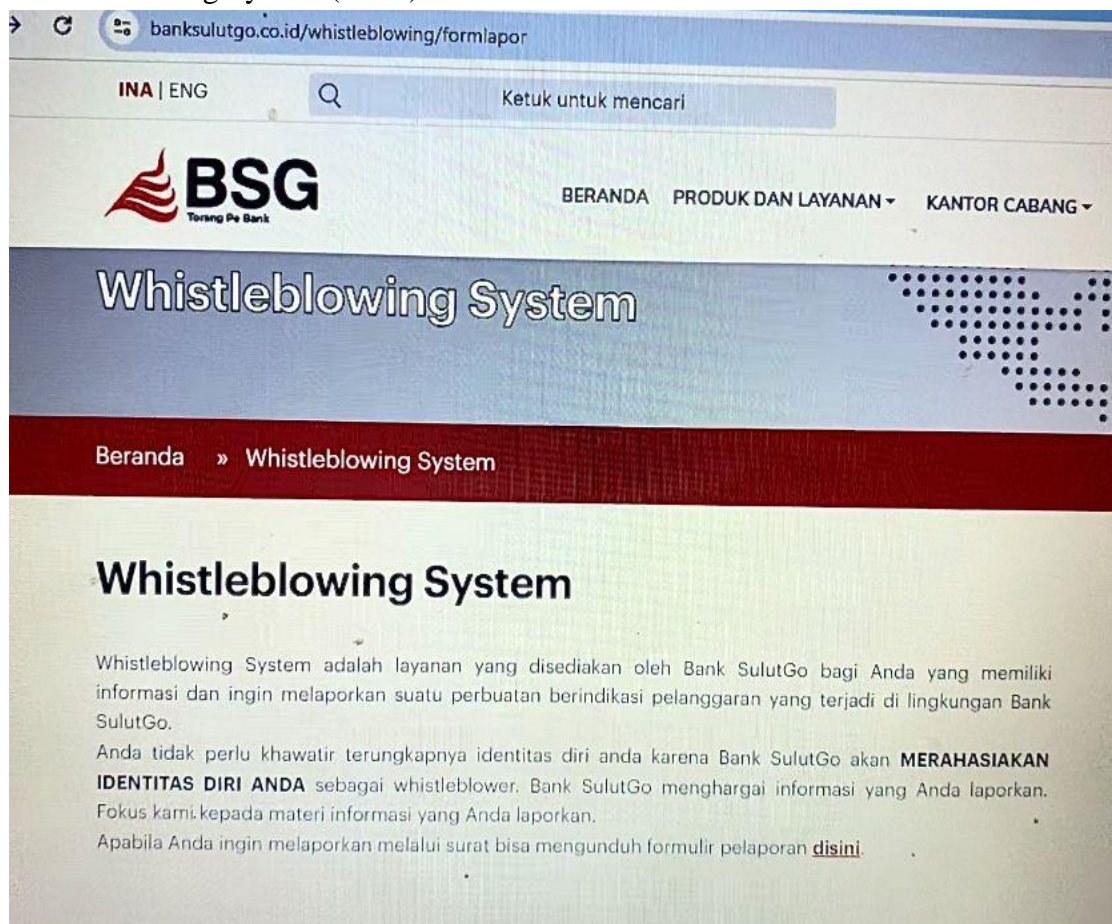 banksulutgo.co.id/whistleblowing/formlapor
INA | ENG
Ketuk untuk mencari
BSG
Torang Pe Bank
BERANDA PRODUK DAN LAYANAN KANTOR CABANG
Whistleblowing System
Beranda » Whistleblowing System
Whistleblowing System
Whistleblowing System adalah layanan yang disediakan oleh Bank SulutGo bagi Anda yang memiliki
informasi dan ingin melaporkan suatu perbuatan berindikasi pelanggaran yang terjadi di lingkungan Bank
SulutGo.
Anda tidak perlu khawatir terungkapnya identitas diri anda karena Bank SulutGo akan MERAHASIAKAN
IDENTITAS DIRI ANDA sebagai whistleblower. Bank SulutGo menghargai informasi yang Anda laporkan.
Fokus kami kepada materi informasi yang Anda laporkan.
Apabila Anda ingin melaporkan melalui surat bisa mengunduh formulir pelaporan disini.